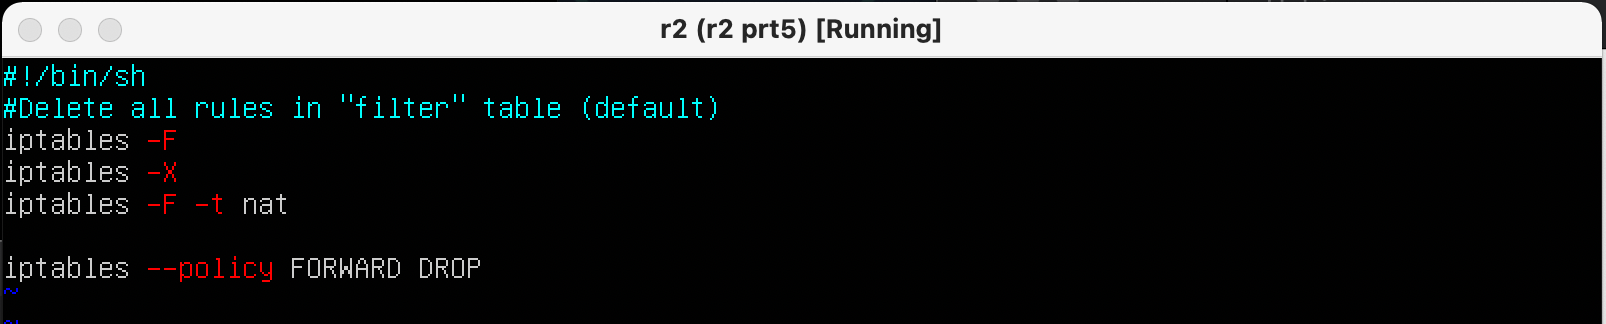 r2 (r2 prt5) [Running]
#!/bin/sh
#Delete all rules in "filter" table (default)
iptables -F
iptables -X
iptables -F -t nat
iptables --policy FORWARD DROP
~
~